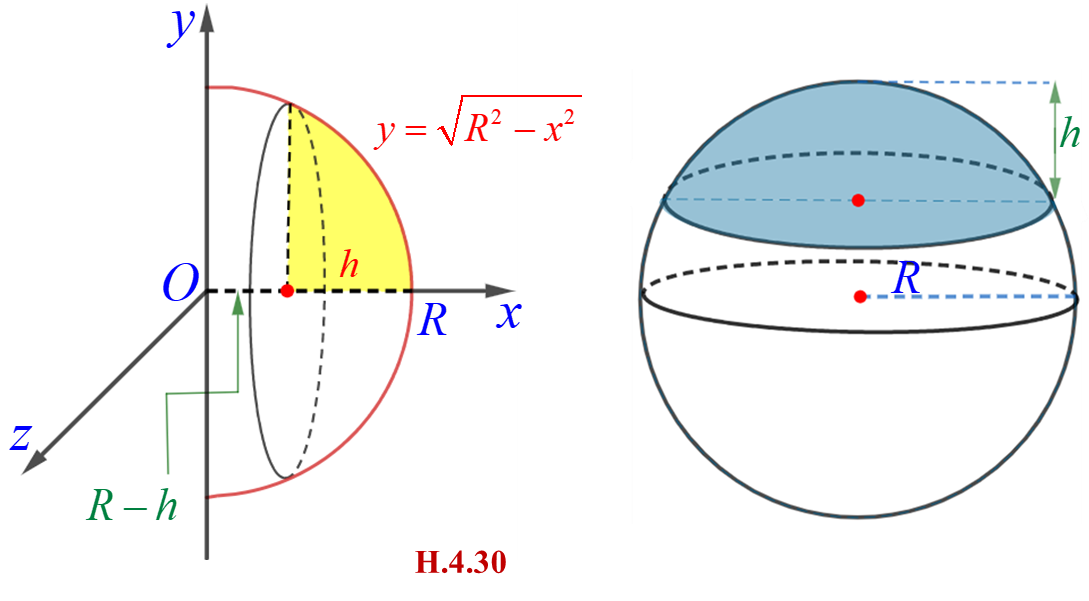 y
y = √(R² − x²)
h
O
h
R
R
x
z
R − h
H.4.30